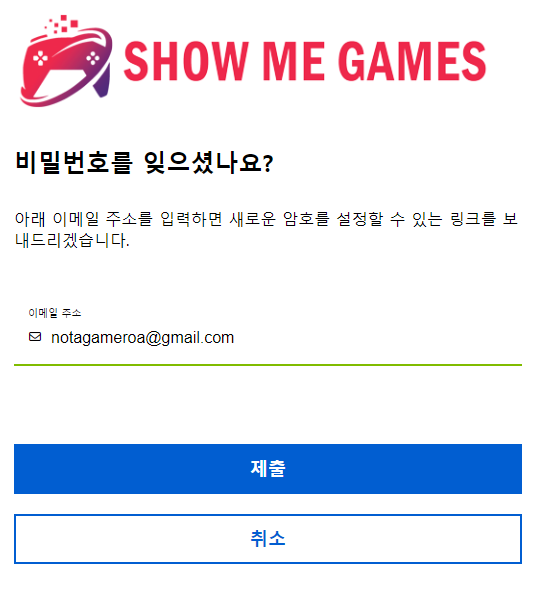 SHOW ME GAMES
비밀번호를 잊으셨나요?
아래 이메일 주소를 입력하면 새로운 암호를 설정할 수 있는 링크를 보
내드리겠습니다.
이메일 주소
notagameroa@gmail.com
제출
취소